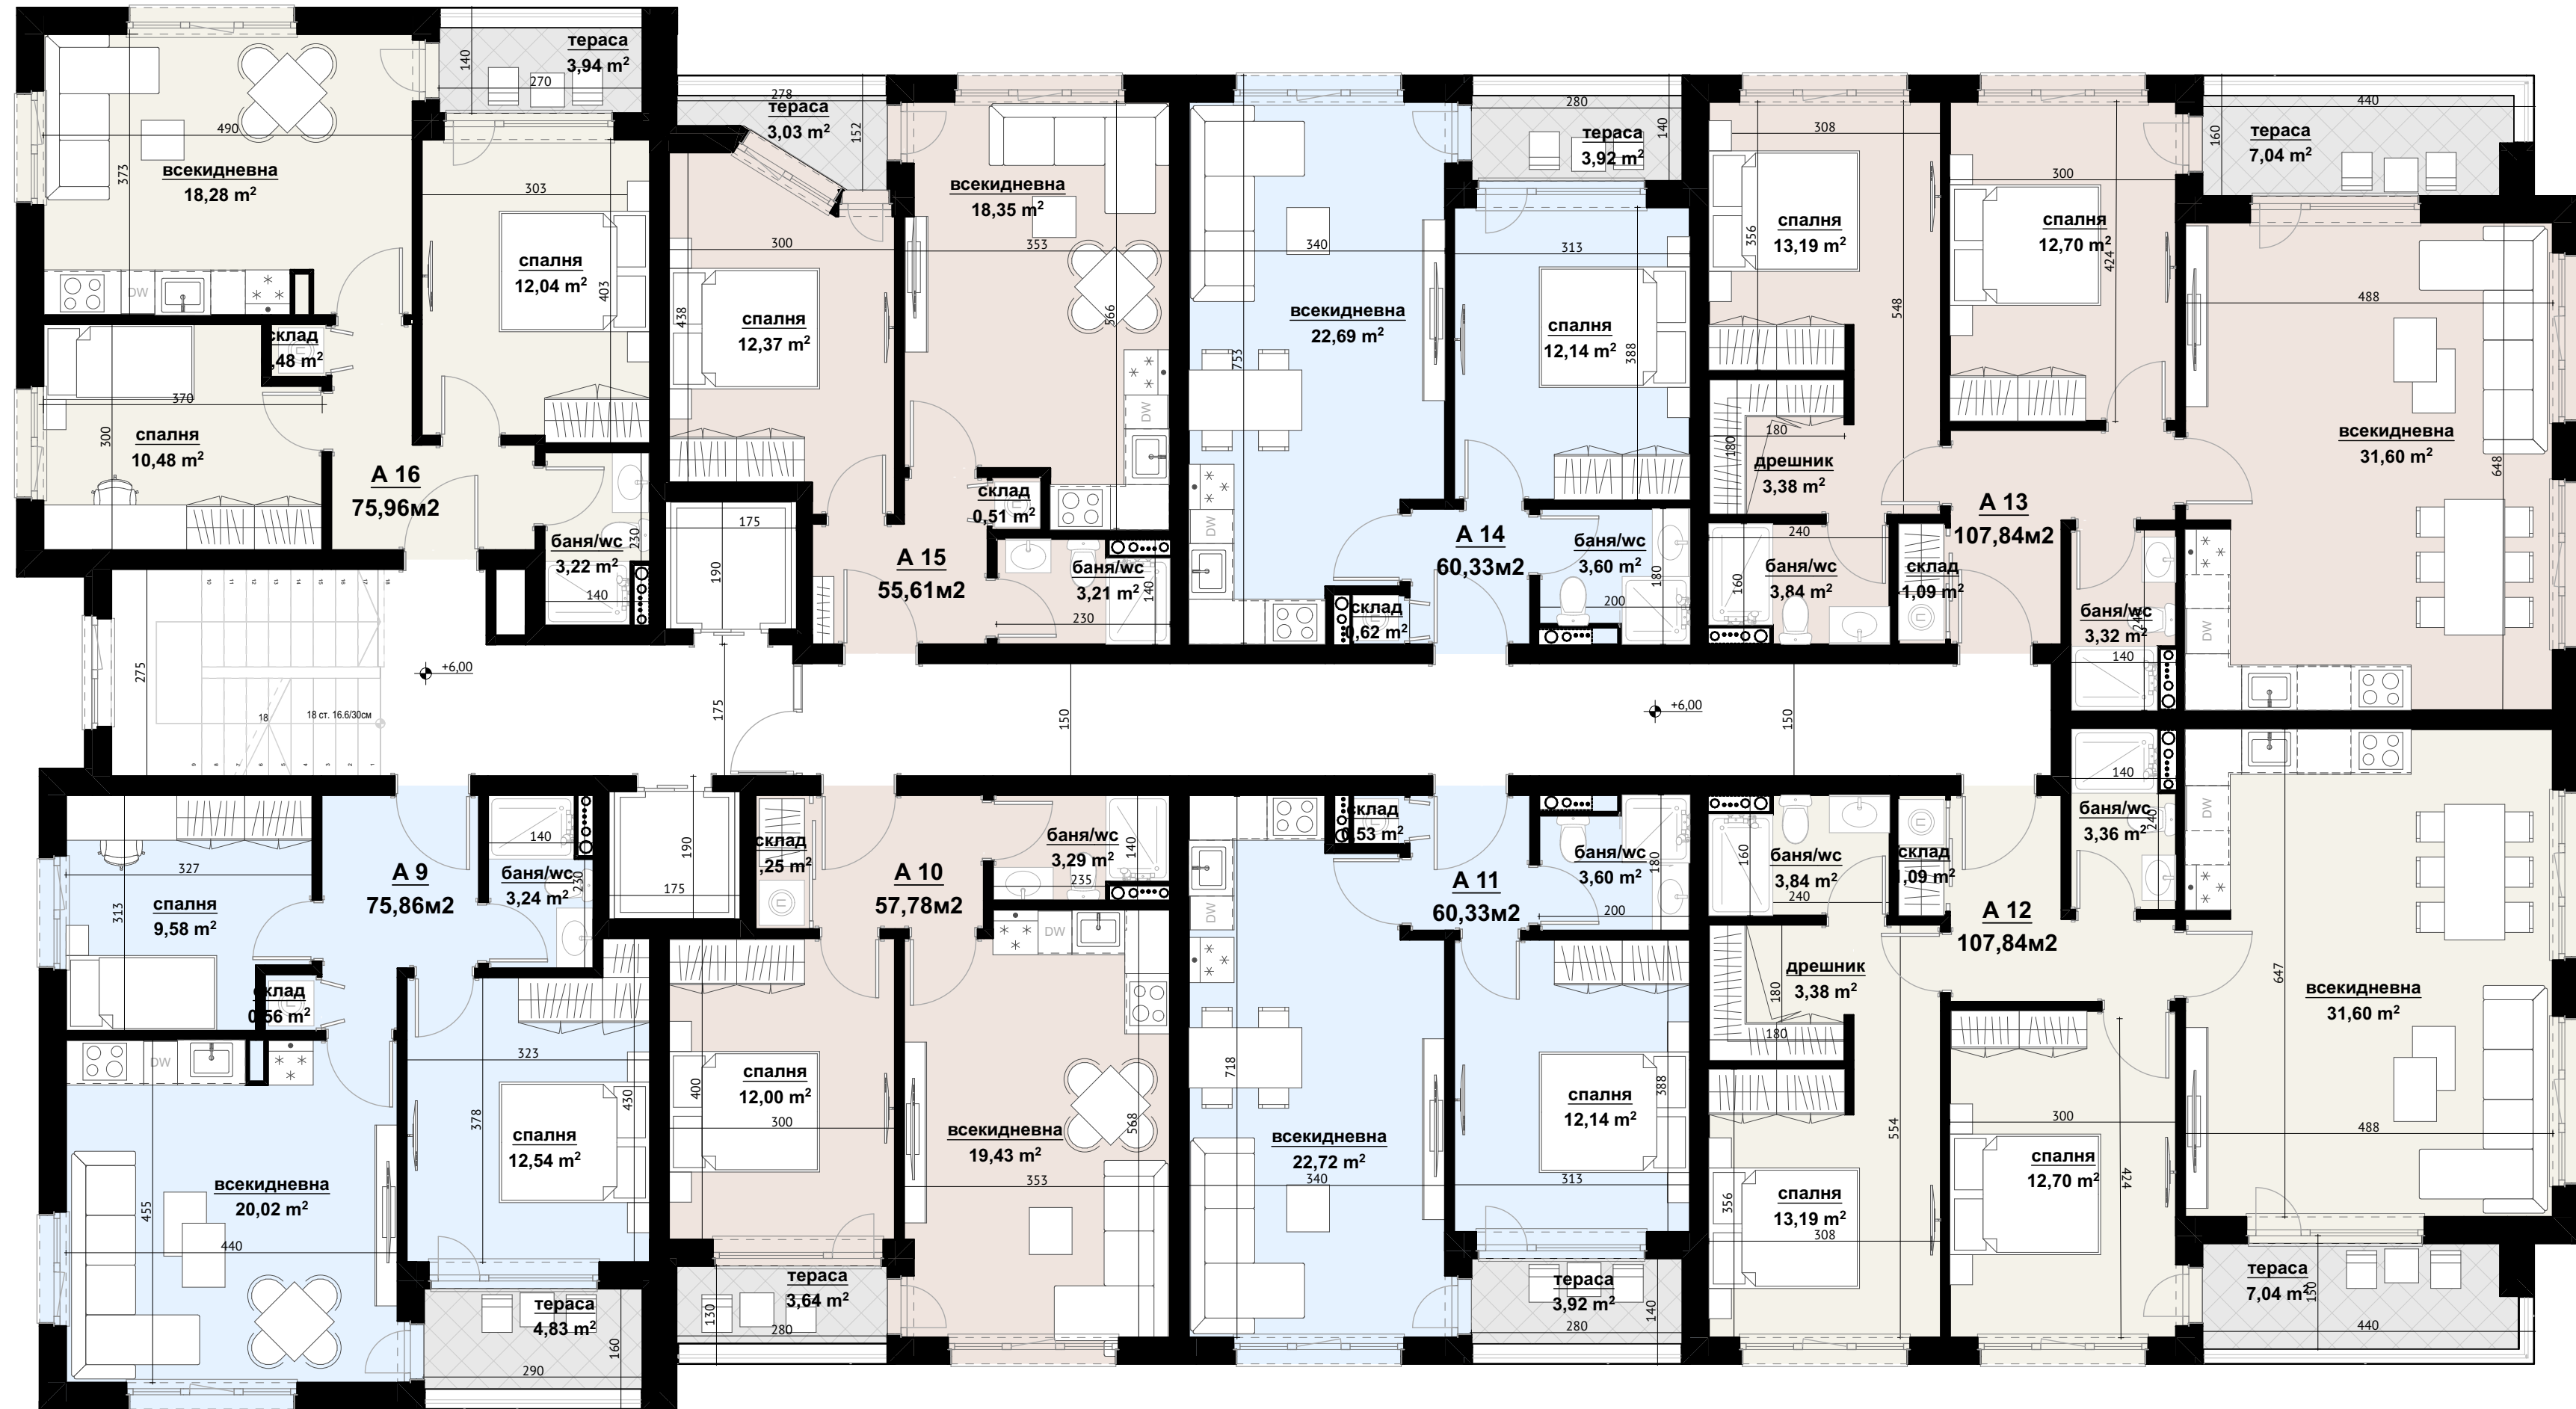 тераса
3,94 m²
140
270
490
373
всекидневна
18,28 m²
DW
303
спалня
12,04 m²
403
склад
,48 m²
370
300
спалня
10,48 m²
А 16
75,96м2
баня/wc
3,22 m²
230
140
278
тераса
3,03 m²
152
300
438
спалня
12,37 m²
всекидневна
18,35 m²
353
566
DW
склад
0,51 m²
175
190
А 15
55,61м2
баня/wc
3,21 m²
140
230
280
тераса
3,92 m²
140
340
753
всекидневна
22,69 m²
DW
313
спалня
12,14 m²
388
А 14
60,33м2
баня/wc
3,60 m²
180
200
склад
0,62 m²
308
356
спалня
13,19 m²
548
180
180
дрешник
3,38 m²
240
160
баня/wc
3,84 m²
склад
1,09 m²
300
спалня
12,70 m²
424
А 13
107,84м2
440
160
тераса
7,04 m²
488
всекидневна
31,60 m²
648
DW
баня/wc
3,32 m²
140
275
18
18 ст. 16.6/30см
+6,00
175
150
+6,00
150
327
313
спалня
9,58 m²
А 9
75,86м2
140
баня/wc
3,24 m²
230
склад
0,56 m²
DW
455
всекидневна
20,02 m²
440
323
378
430
спалня
12,54 m²
тераса
4,83 m²
160
290
190
175
склад
,25 m²
А 10
57,78м2
баня/wc
3,29 m²
140
235
DW
400
спалня
12,00 m²
300
всекидневна
19,43 m²
568
353
тераса
3,64 m²
130
280
склад
0,53 m²
А 11
60,33м2
баня/wc
3,60 m²
180
200
DW
718
всекидневна
22,72 m²
340
388
спалня
12,14 m²
313
тераса
3,92 m²
140
280
160
баня/wc
3,84 m²
240
склад
1,09 m²
дрешник
3,38 m²
180
180
554
356
спалня
13,19 m²
308
А 12
107,84м2
300
спалня
12,70 m²
424
140
баня/wc
3,36 m²
240
DW
647
всекидневна
31,60 m²
488
тераса
7,04 m²
150
440